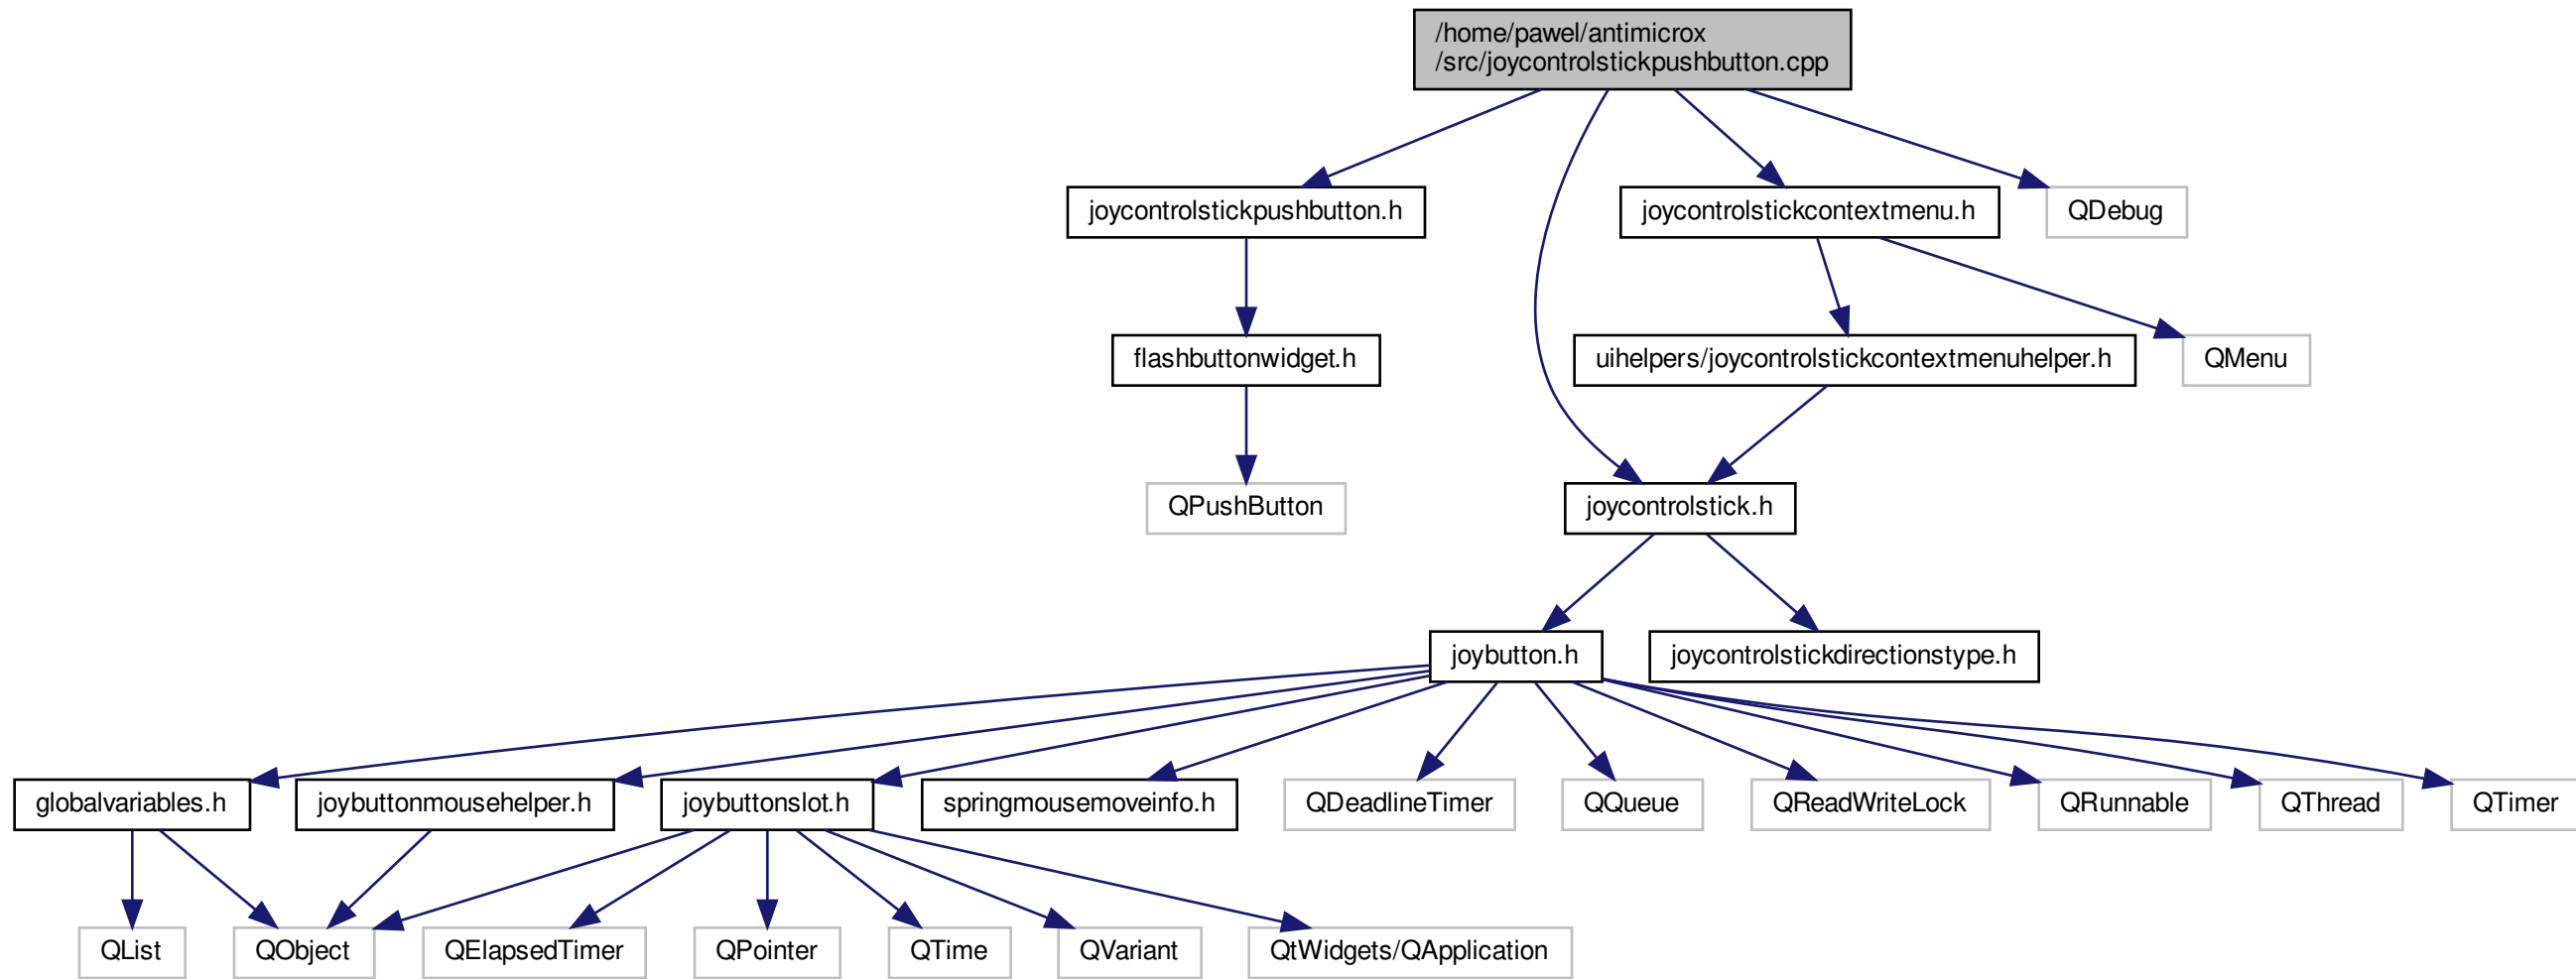 /home/pawel/antimicrox
/src/joycontrolstickpushbutton.cpp
joycontrolstickpushbutton.h
joycontrolstickcontextmenu.h
QDebug
flashbuttonwidget.h
uihelpers/joycontrolstickcontextmenuhelper.h
QMenu
QPushButton
joycontrolstick.h
joybutton.h
joycontrolstickdirectionstype.h
globalvariables.h
joybuttonmousehelper.h
joybuttonslot.h
springmousemoveinfo.h
QDeadlineTimer
QQueue
QReadWriteLock
QRunnable
QThread
QTimer
QList
QObject
QElapsedTimer
QPointer
QTime
QVariant
QtWidgets/QApplication